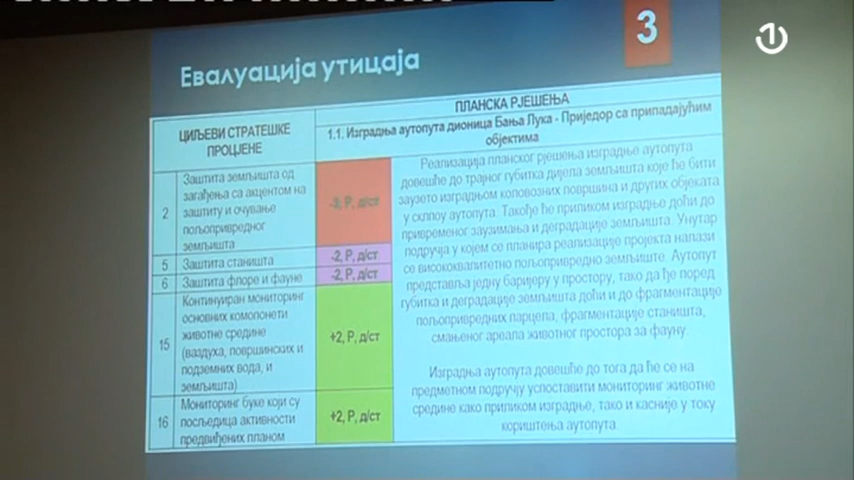 3
Евалуација утицаја
ЦИЉЕВИ СТРАТЕШКЕ
ПРОЦЈЕНЕ
ПЛАНСКА РЈЕШЕЊА
1.1. Изградња аутопута дионица Бања Лука - Приједор са припадајућим
објектима
2
Заштита земљишта од
загађења са акцентом на
заштиту и очување
пољопривредног
земљишта
-3, Р, д/ст
5
Заштита станишта
-2, Р, д/ст
6
Заштита флоре и фауне
-2, Р, д/ст
15
Континуиран мониторинг
основних комопонети
животне средине
(ваздуха, површинских и
подземних вода, и
земљишта)
+2, Р, д/ст
16
Мониторинг буке који су
посљедица активности
предвиђених планом
+2, Р, д/ст
Реализација планског рјешења изградње аутопута
довешће до трајног губитка дијела земљишта које ће бити
заузето изградњом коловозних површина и других објеката
у склпоу аутопута. Такође ће приликом изградње доћи до
привременог заузимања и деградације земљишта. Унутар
подручја у којем се планира реализације пројекта налази
се висококвалитетно пољопривредно земљиште. Аутопут
представља једну баријеру у простору, тако да ће поред
губитка и деградације земљишта доћи и до фрагментације
пољопривредних парцела, фрагментације станишта,
смањеног ареала животног простора за фауну.
Изградња аутопута довешће до тога да ће се на
предметном подручју успоставити мониторинг животне
средине како приликом изградње, тако и касније у току
кориштења аутопута.